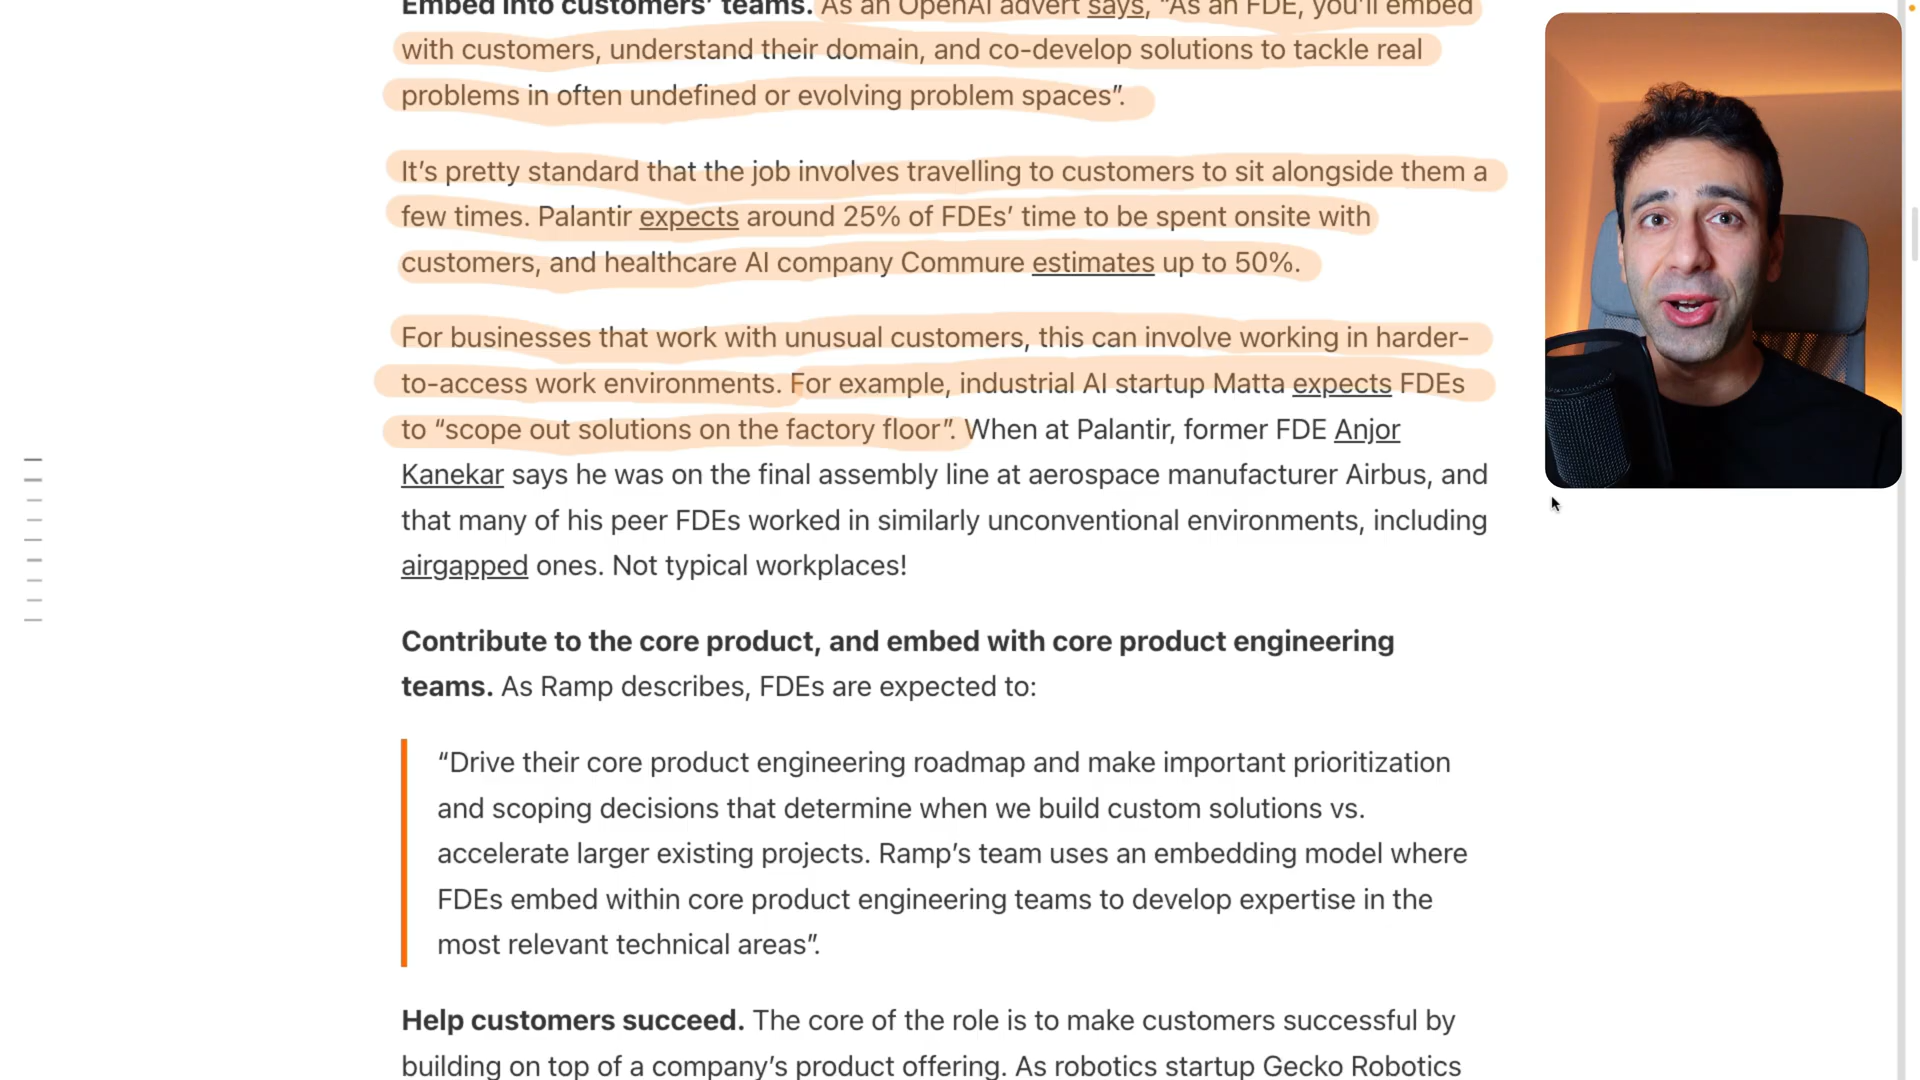 Embed into customers’ teams. As an OpenAI advert says, “As an FDE, you’ll embed
with customers, understand their domain, and co-develop solutions to tackle real
problems in often undefined or evolving problem spaces”.
It’s pretty standard that the job involves travelling to customers to sit alongside them a
few times. Palantir expects around 25% of FDEs’ time to be spent onsite with
customers, and healthcare AI company Commure estimates up to 50%.
For businesses that work with unusual customers, this can involve working in harder-
to-access work environments. For example, industrial AI startup Matta expects FDEs
to “scope out solutions on the factory floor”. When at Palantir, former FDE Anjor
Kanekar says he was on the final assembly line at aerospace manufacturer Airbus, and
that many of his peer FDEs worked in similarly unconventional environments, including
airgapped ones. Not typical workplaces!
Contribute to the core product, and embed with core product engineering
teams. As Ramp describes, FDEs are expected to:
“Drive their core product engineering roadmap and make important prioritization
and scoping decisions that determine when we build custom solutions vs.
accelerate larger existing projects. Ramp’s team uses an embedding model where
FDEs embed within core product engineering teams to develop expertise in the
most relevant technical areas”.
Help customers succeed. The core of the role is to make customers successful by
building on top of a company’s product offering. As robotics startup Gecko Robotics